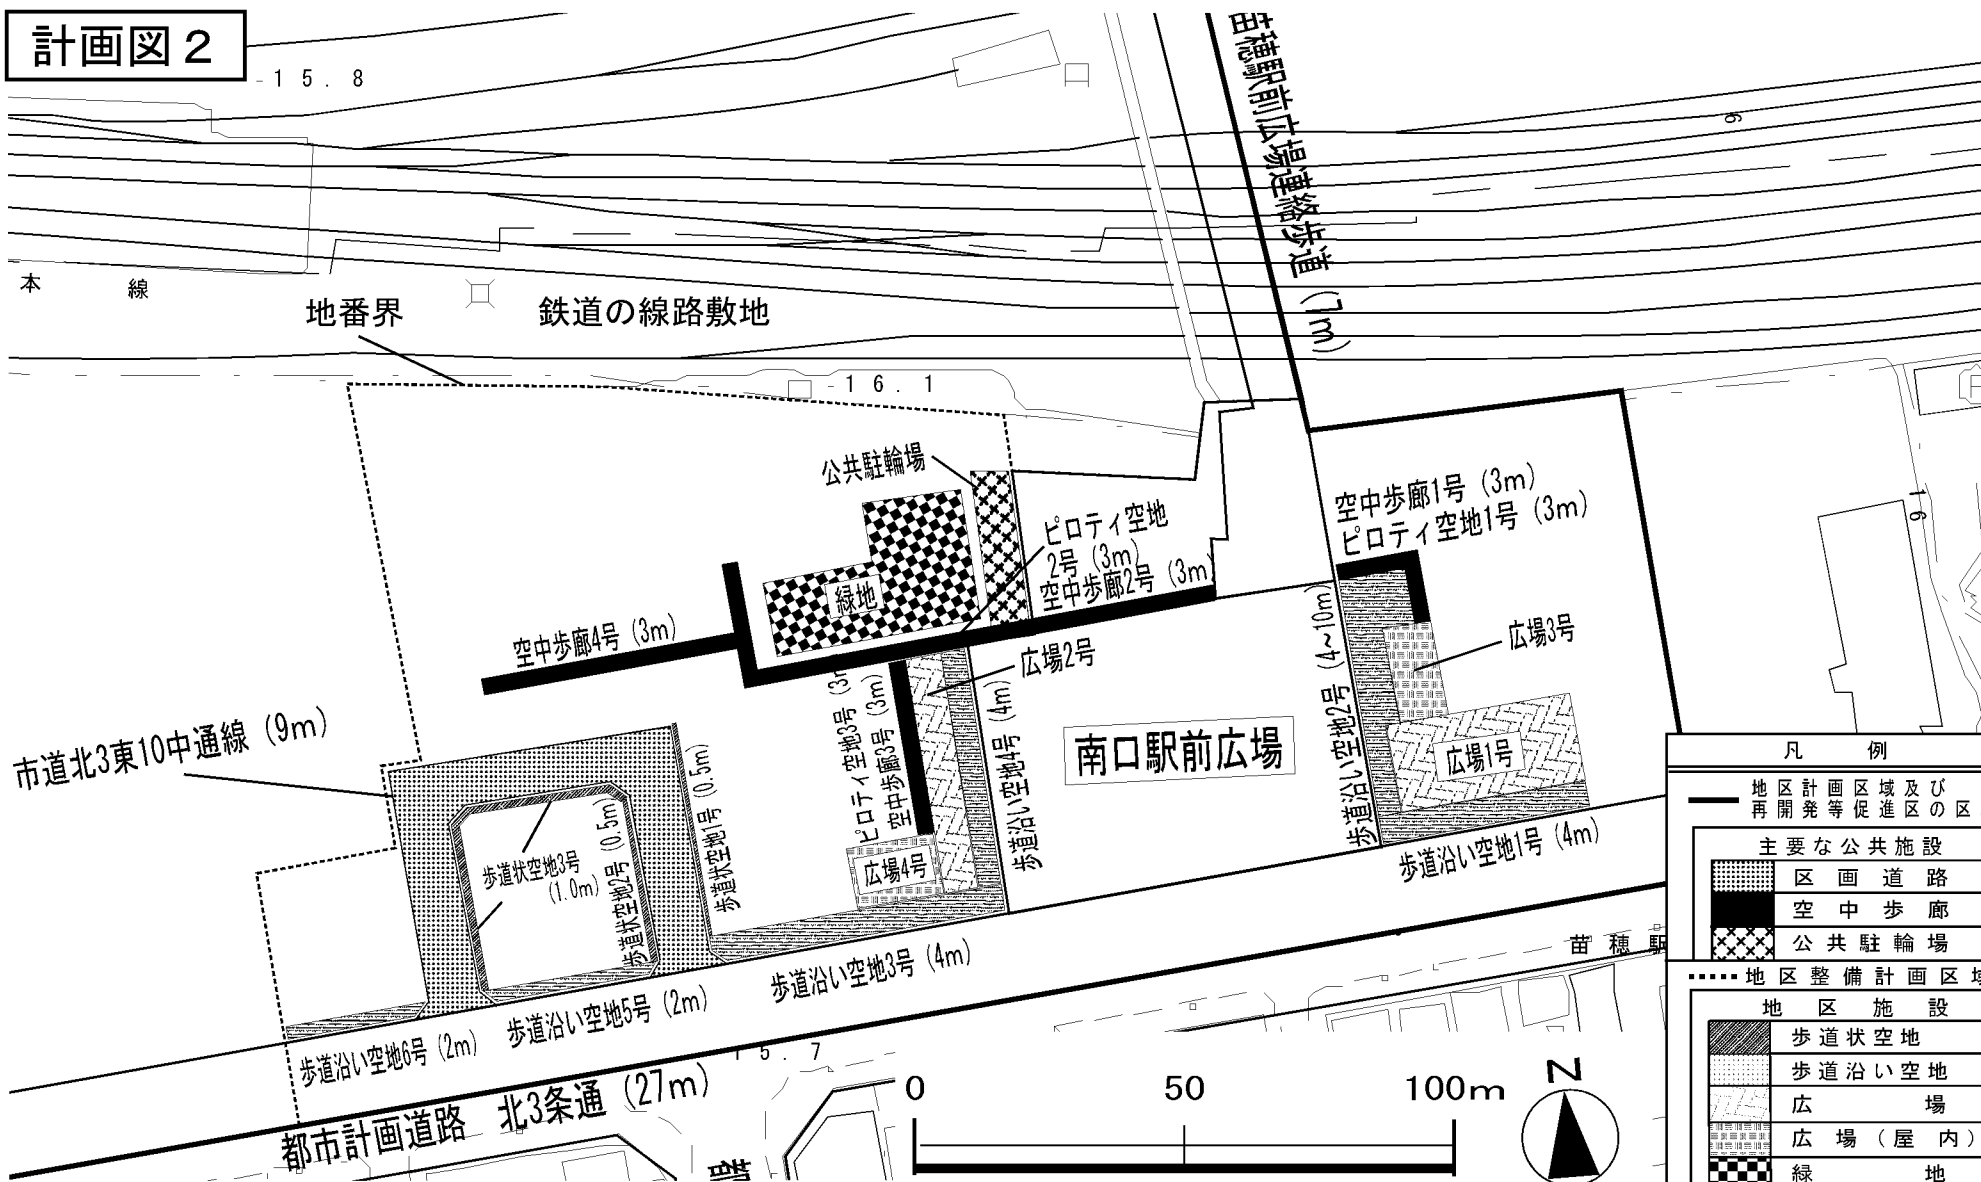 計画図2
15.8
苗穂駅前広場連絡歩道(7m)
9
本線
地番界
鉄道の線路敷地
16.1
公共駐輪場
ピロティ空地
2号(3m)
空中歩廊2号(3m)
空中歩廊1号(3m)
ピロティ空地1号(3m)
16
緑地
空中歩廊4号(3m)
広場2号
広場3号
市道北3東10中通線(9m)
ピロティ空地3号(3m
空中歩廊3号(3m)
歩道沿い空地4号(4m)
南口駅前広場
歩道沿い空地2号(4~10m)
広場1号
歩道状空地1号(0.5m)
歩道状空地2号(0.5m)
歩道状空地3号
(1.0m)
広場4号
歩道沿い空地1号(4m)
歩道沿い空地3号(4m)
歩道沿い空地5号(2m)
歩道沿い空地6号(2m)
苗穂駅
15.7
都市計画道路 北3条通(27m)
0 50 100m
N
凡例
地区計画区域及び
再開発等促進区の区
主要な公共施設
区画道路
空中歩廊
公共駐輪場
地区整備計画区域
地区施設
歩道状空地
歩道沿い空地
広場
広場(屋内)
緑地